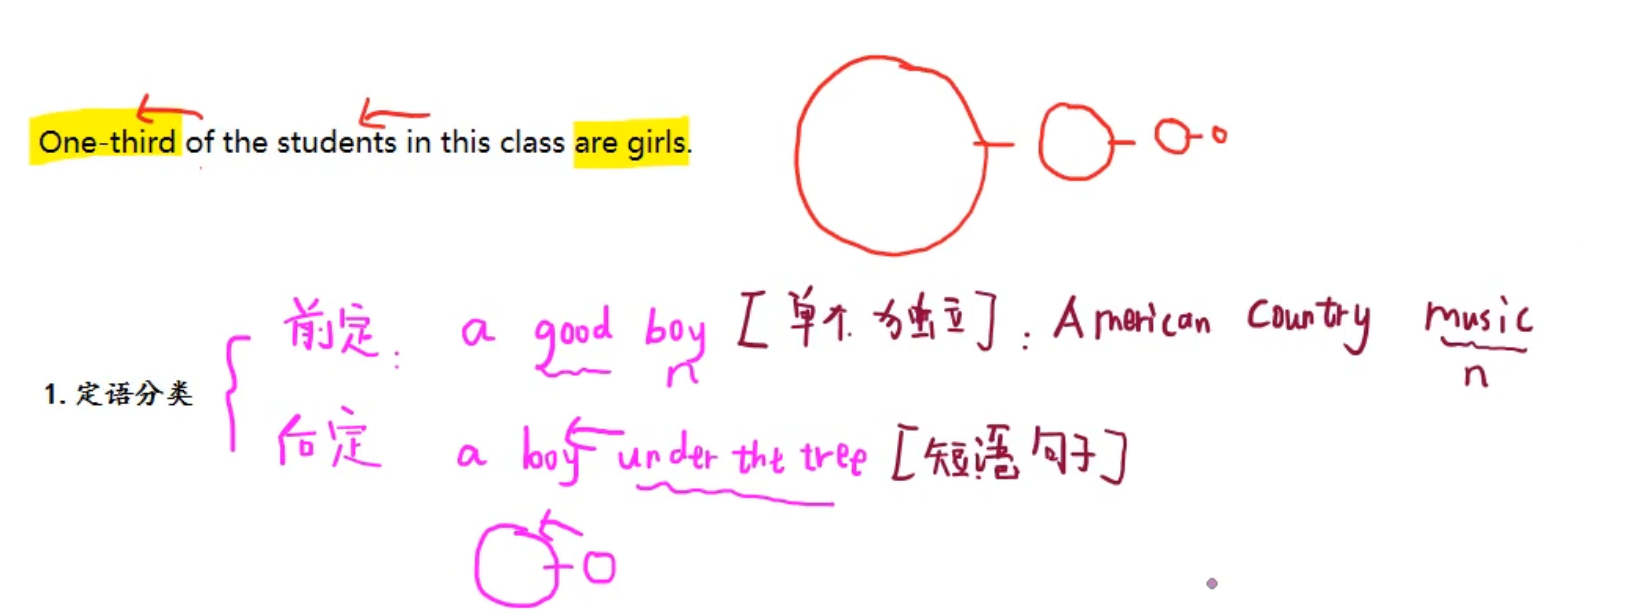 One-third of the students in this class are girls.
前定: a good boy [单个 为 独立]: American Country music
n n
1. 定语分类
后定 a boy under the tree [短语 句子]